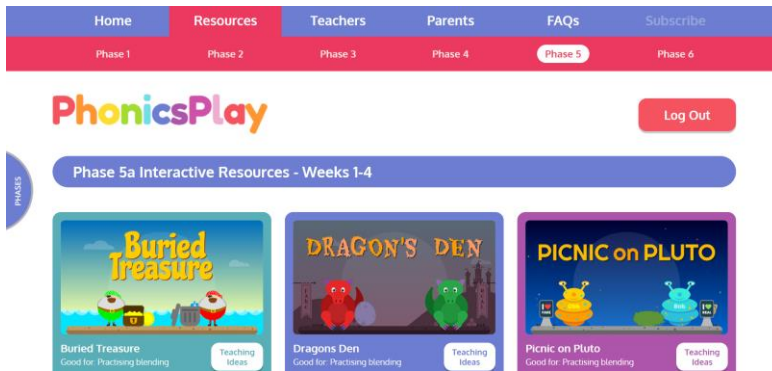 Home Resources Teachers Parents FAQs Subscribe
Phase 1 Phase 2 Phase 3 Phase 4 Phase 5 Phase 6
PhonicsPlay
Log Out
PHASES
Phase 5a Interactive Resources - Weeks 1-4
Buried
Treasure
Buried Treasure
Good for: Practising blending
Teaching
Ideas
DRAGON'S DEN
Dragons Den
Good for: Practising blending
Teaching
Ideas
PICNIC on PLUTO
Picnic on Pluto
Good for: Practising blending
Teaching
Ideas